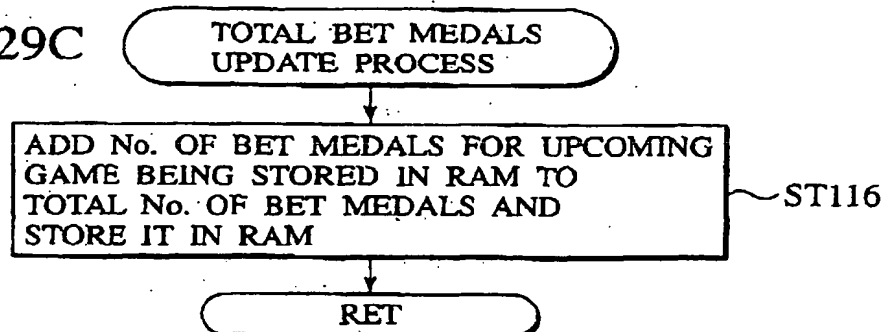 29C
TOTAL BET MEDALS
UPDATE PROCESS
ADD No. OF BET MEDALS FOR UPCOMING
GAME BEING STORED IN RAM TO
TOTAL No. OF BET MEDALS AND
STORE IT IN RAM
ST116
RET